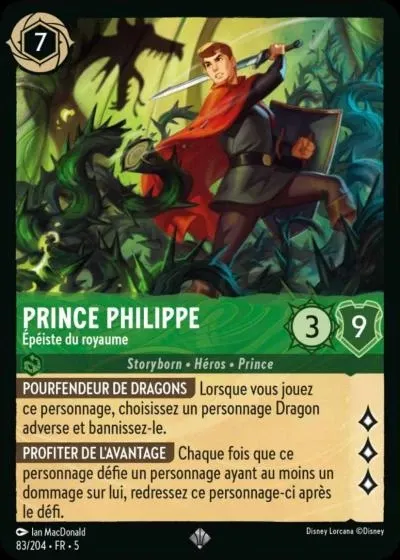 7
PRINCE PHILIPPE
Épéiste du royaume
3
9
Storyborn • Héros • Prince
POURFENDEUR DE DRAGONS Lorsque vous jouez
ce personnage, choisissez un personnage Dragon
adverse et bannissez-le.
PROFITER DE L'AVANTAGE Chaque fois que ce
personnage défie un personnage ayant au moins un
dommage sur lui, redressez ce personnage-ci après
le défi.
Ian MacDonald
Disney Lorcana ©Disney
83/204 • FR • 5